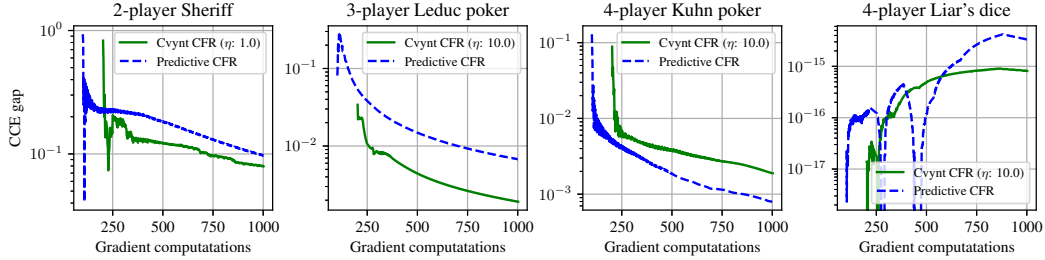 2-player Sheriff
3-player Leduc poker
4-player Kuhn poker
4-player Liar's dice
CCE gap
10^0
10^-1
Cvynt CFR (η: 1.0)
Predictive CFR
250
500
750
1000
Gradient computatations
10^-1
10^-2
Cvynt CFR (η: 10.0)
Predictive CFR
250
500
750
1000
Gradient computatations
10^-1
10^-2
10^-3
Cvynt CFR (η: 10.0)
Predictive CFR
250
500
750
1000
Gradient computatations
10^-15
10^-16
10^-17
Cvynt CFR (η: 10.0)
Predictive CFR
250
500
750
1000
Gradient computatations